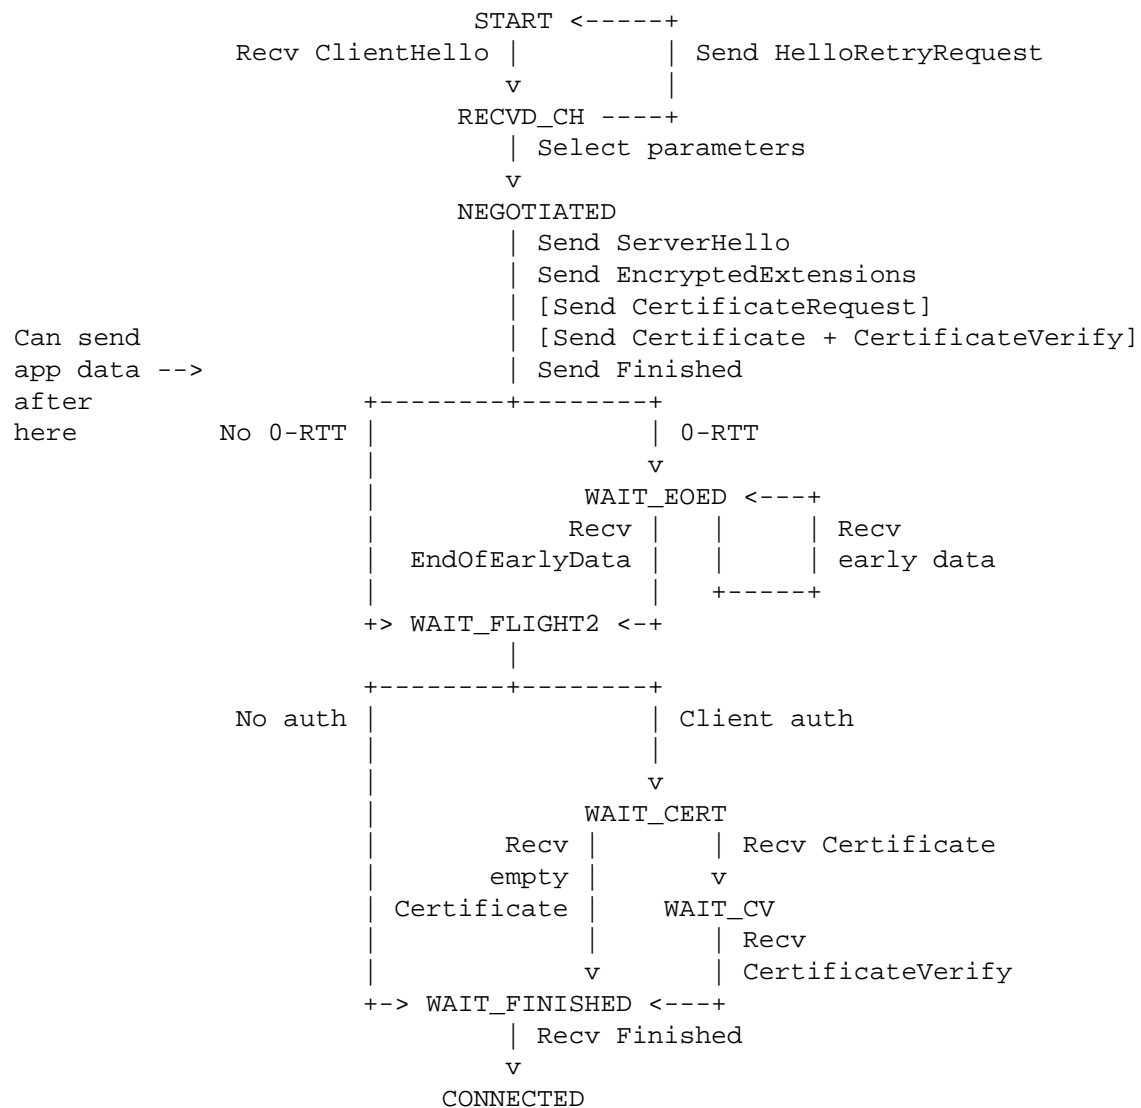 START <-----+
               Recv ClientHello |         | Send HelloRetryRequest
                                v         |
                             RECVD_CH ----+
                                | Select parameters
                                v
                             NEGOTIATED
                                | Send ServerHello
                                | Send EncryptedExtensions
                                | [Send CertificateRequest]
 Can send                       | [Send Certificate + CertificateVerify]
 app data -->                   | Send Finished
 after                 +--------+--------+
 here         No 0-RTT |                 | 0-RTT
                       |                 v
                       |             WAIT_EOED <---+
                       |            Recv |   |     | Recv
                       |  EndOfEarlyData |   |     | early data
                       |                 |   +-----+
                       +> WAIT_FLIGHT2 <-+
                                |
                       +--------+--------+
               No auth |                 | Client auth
                       |                 |
                       |                 v
                       |             WAIT_CERT
                       |        Recv |       | Recv Certificate
                       |       empty |       v
                       | Certificate |    WAIT_CV
                       |             |       | Recv
                       |             v       | CertificateVerify
                       +-> WAIT_FINISHED <---+
                                | Recv Finished
                                v
                            CONNECTED